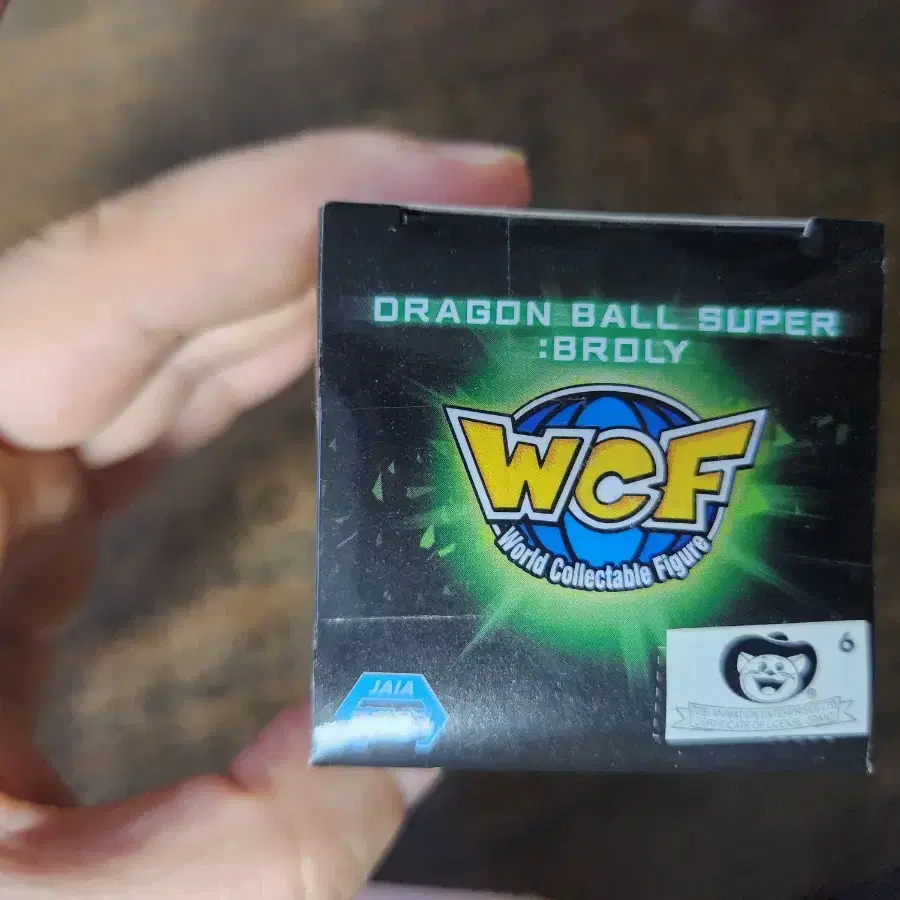 DRAGON BALL SUPER
:BROLY
WCF
World Collectable Figure
6
®
JAIA